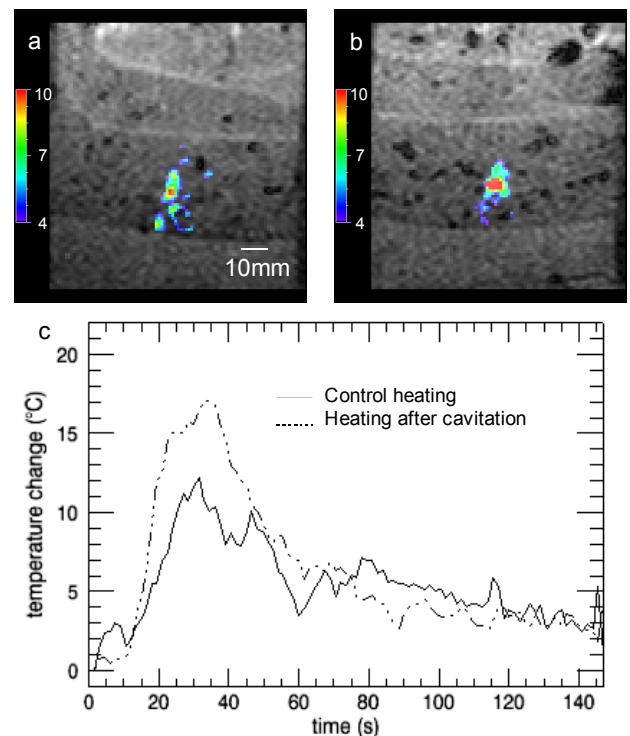 a
10
7
4
10mm
b
10
7
4
c
20
15
10
5
0
temperature change (°C)
Control heating
Heating after cavitation
0 20 40 60 80 100 120 140
time (s)